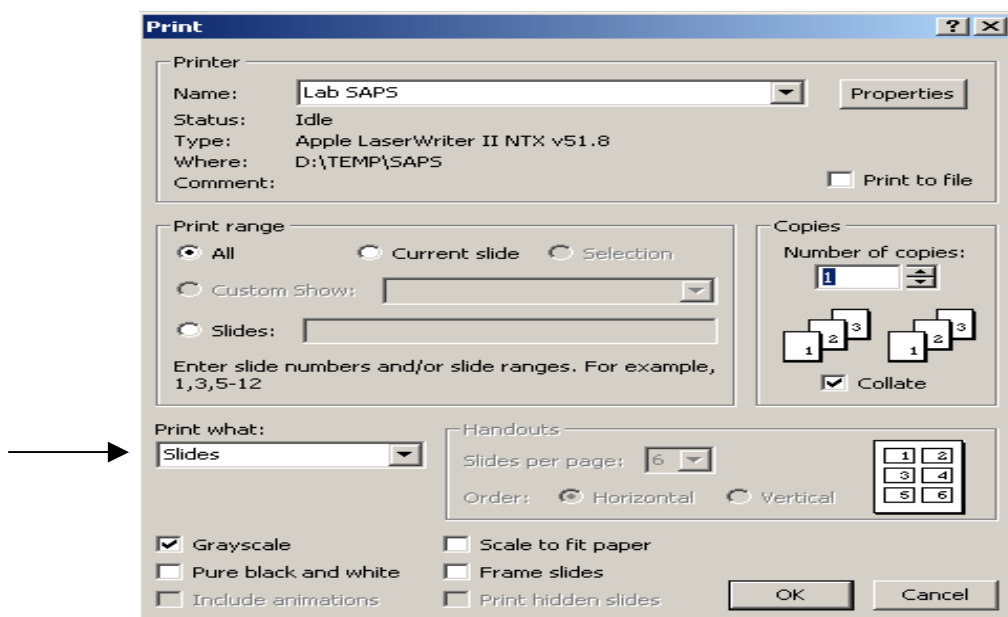 Print
Printer
Name: Lab SAPS Properties
Status: Idle
Type: Apple LaserWriter II NTX v51.8
Where: D:\TEMP\SAPS
Comment: Print to file
Print range
All Current slide Selection
Custom Show:
Slides:
Enter slide numbers and/or slide ranges. For example,
1,3,5-12
Copies
Number of copies:
1
1 2 3 1 2 3
Collate
Print what:
Slides
Handouts
Slides per page: 6
Order: Horizontal Vertical
1 2
3 4
5 6
Grayscale Scale to fit paper
Pure black and white Frame slides
Include animations Print hidden slides
OK Cancel